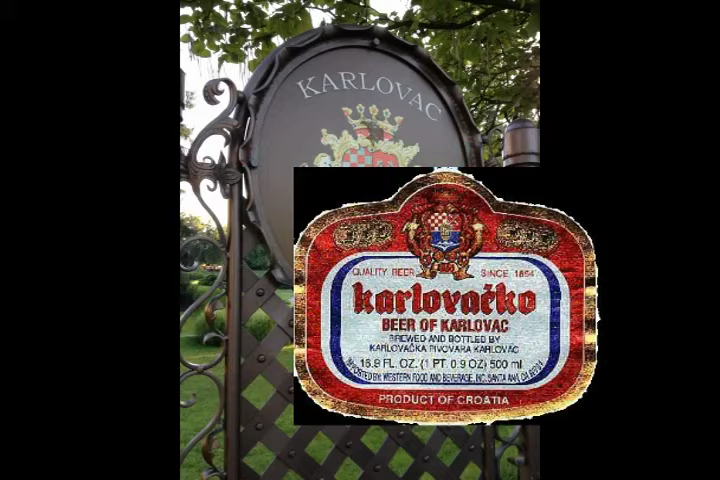 KARLOVAC
QUALITY BEER SINCE 1854
karlovačko
BEER OF KARLOVAC
BREWED AND BOTTLED BY
KARLOVAČKA PIVOVARA KARLOVAC
16.9 FL. OZ. (1 PT. 0.9 OZ) 500 ml
IMPORTED BY: WESTERN FOOD AND BEVERAGE, INC. SANTA ANA, CA
PRODUCT OF CROATIA